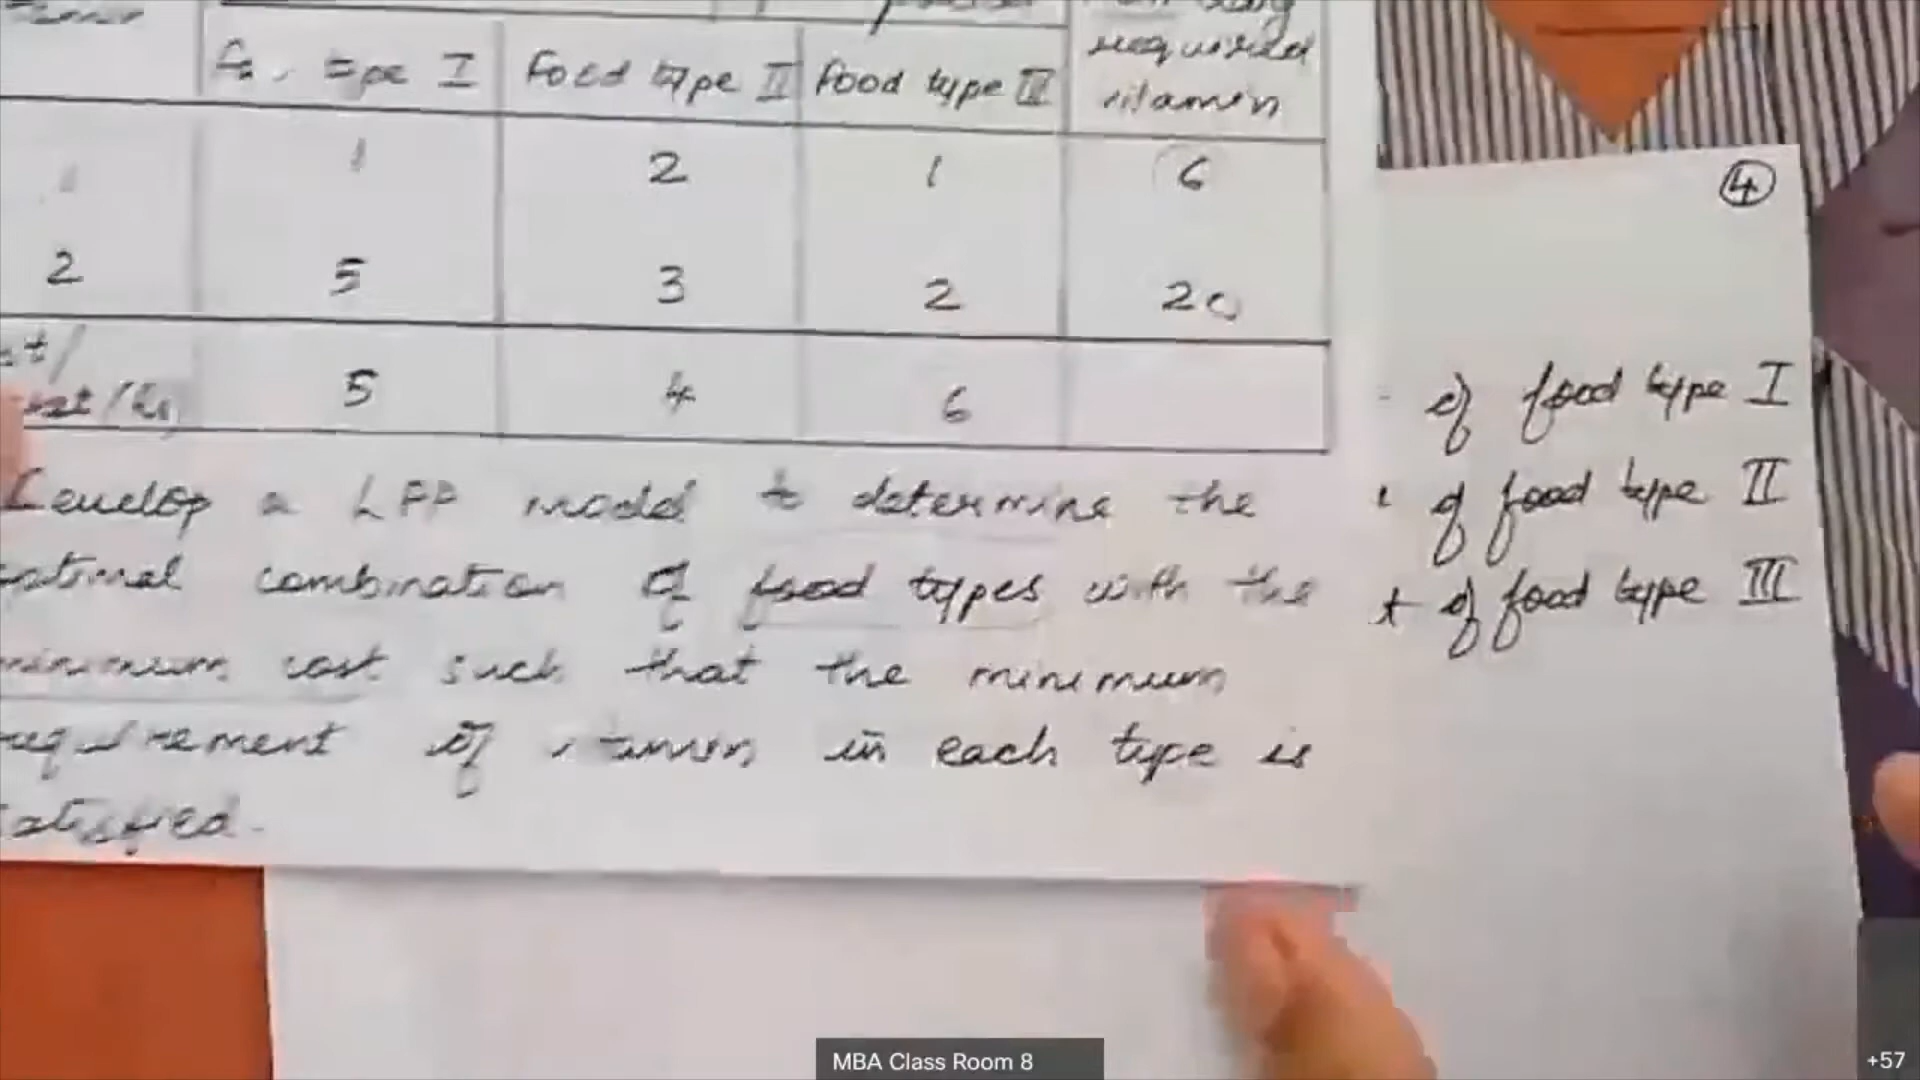 required
type I Food type II Food type III vitamin
1 2 1 6
2 5 3 2 20
5 4 6
Develop a LPP model to determine the
combination of food types with the
minimum cost such that the minimum
requirement of in each type is
satisfied.
4
of food type I
of food type II
of food type III
MBA Class Room 8
+57